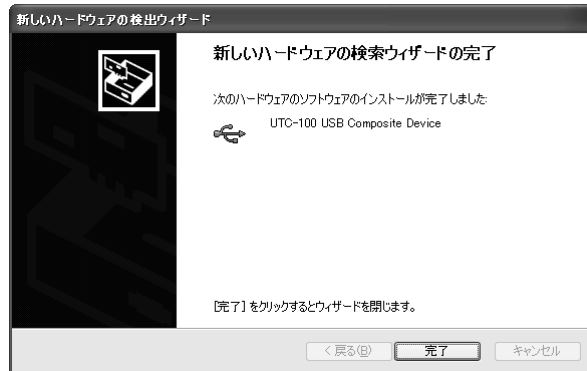 新しいハードウェアの検出ウィザード
新しいハードウェアの検索ウィザードの完了
次のハードウェアのソフトウェアのインストールが完了しました:
UTC-100 USB Composite Device
[完了] をクリックするとウィザードを閉じます。
< 戻る(B)
完了
キャンセル